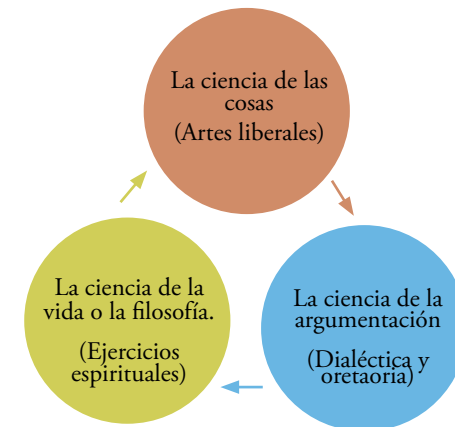 La ciencia de las
cosas
(Artes liberales)
La ciencia de la
vida o la filosofía.
(Ejercicios
espirituales)
La ciencia de la
argumentación
(Dialéctica y
oretaoria)